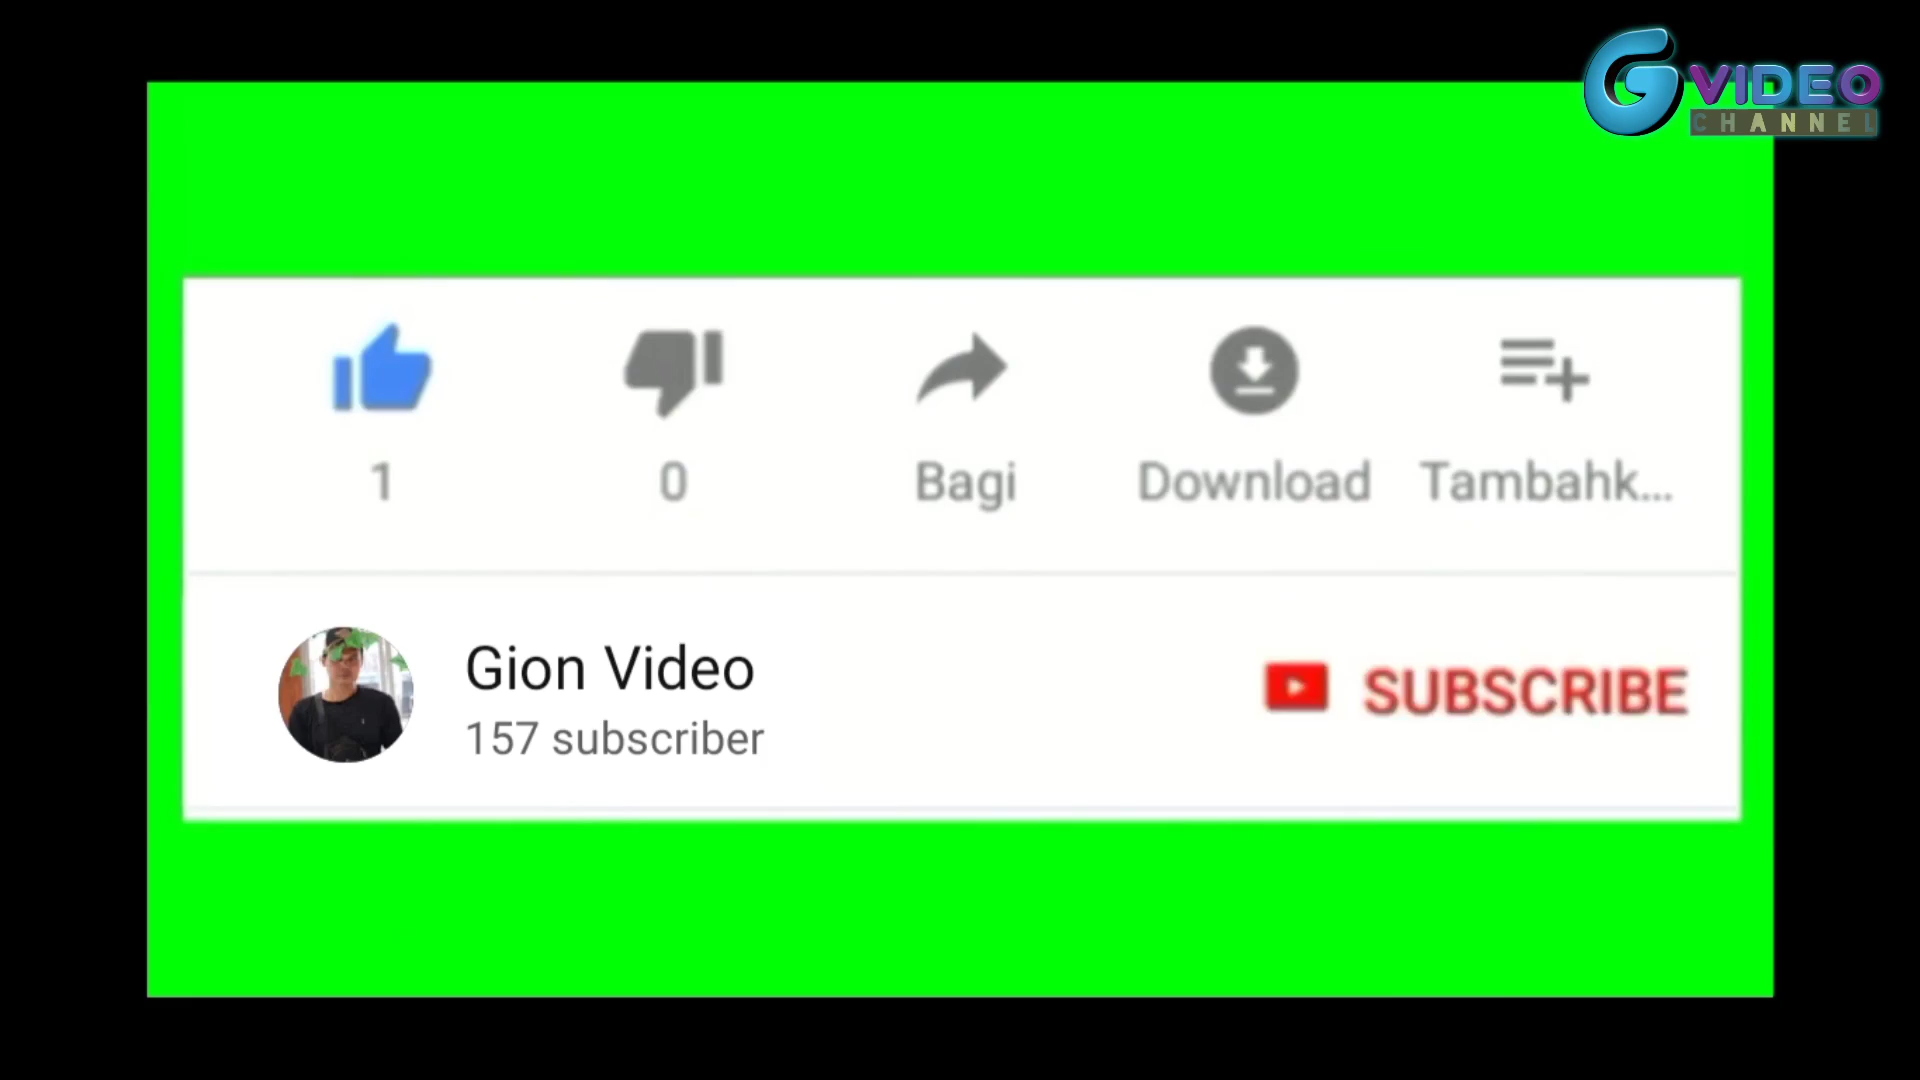 G VIDEO
CHANNEL
1
0
Bagi
Download
Tambahk...
Gion Video
157 subscriber
SUBSCRIBE